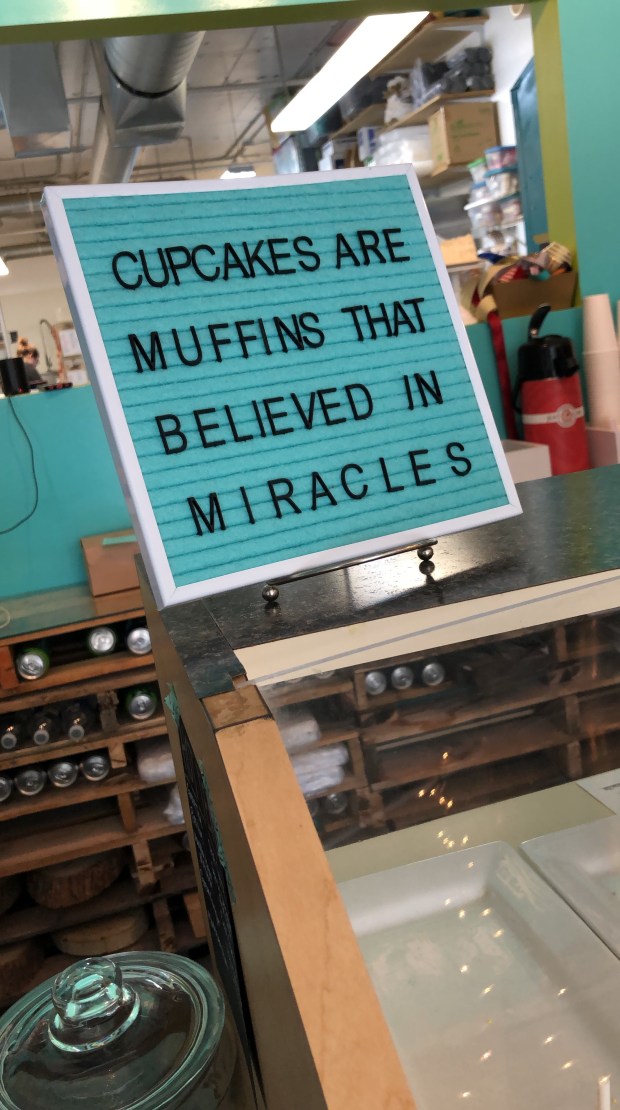 CUPCAKES ARE
MUFFINS THAT
BELIEVED IN
MIRACLES